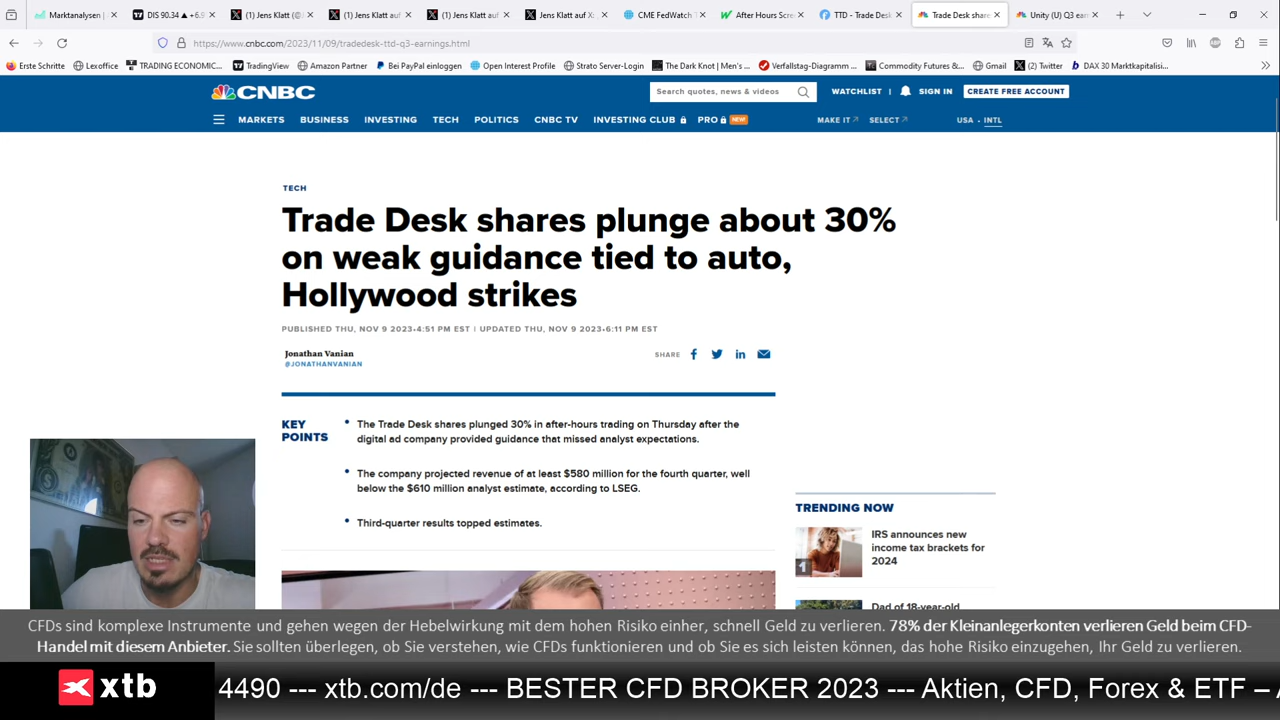 Marktanalysen |
DIS 90.34 ▲ +6.9
(1) Jens Klatt (@
(1) Jens Klatt auf
(1) Jens Klatt auf
Jens Klatt auf X:
CME FedWatch T
After Hours Scre
TTD - Trade Desk
Trade Desk share
Unity (U) Q3 earn
https://www.cnbc.com/2023/11/09/tradedesk-ttd-q3-earnings.html
Erste Schritte Lexoffice TRADING ECONOMIC... TradingView Amazon Partner Bei PayPal einloggen Open Interest Profile Strato Server-Login The Dark Knot | Men's ... Verfallstag-Diagramm ... Commodity Futures &... Gmail (2) Twitter DAX 30 Marktkapitalisi...
CNBC
Search quotes, news & videos
WATCHLIST | SIGN IN CREATE FREE ACCOUNT
MARKETS BUSINESS INVESTING TECH POLITICS CNBC TV INVESTING CLUB PRO NEW! MAKE IT SELECT USA • INTL
TECH
Trade Desk shares plunge about 30%
on weak guidance tied to auto,
Hollywood strikes
PUBLISHED THU, NOV 9 2023•4:51 PM EST | UPDATED THU, NOV 9 2023•6:11 PM EST
Jonathan Vanian
@JONATHANVANIAN
SHARE
KEY
POINTS
The Trade Desk shares plunged 30% in after-hours trading on Thursday after the
digital ad company provided guidance that missed analyst expectations.
The company projected revenue of at least $580 million for the fourth quarter, well
below the $610 million analyst estimate, according to LSEG.
Third-quarter results topped estimates.
TRENDING NOW
1
IRS announces new
income tax brackets for
2024
Dad of 18-year-old
CFDs sind komplexe Instrumente und gehen wegen der Hebelwirkung mit dem hohen Risiko einher, schnell Geld zu verlieren. 78% der Kleinanlegerkonten verlieren Geld beim CFD-
Handel mit diesem Anbieter. Sie sollten überlegen, ob Sie verstehen, wie CFDs funktionieren und ob Sie es sich leisten können, das hohe Risiko einzugehen, Ihr Geld zu verlieren.
xtb
4490 --- xtb.com/de --- BESTER CFD BROKER 2023 --- Aktien, CFD, Forex & ETF –